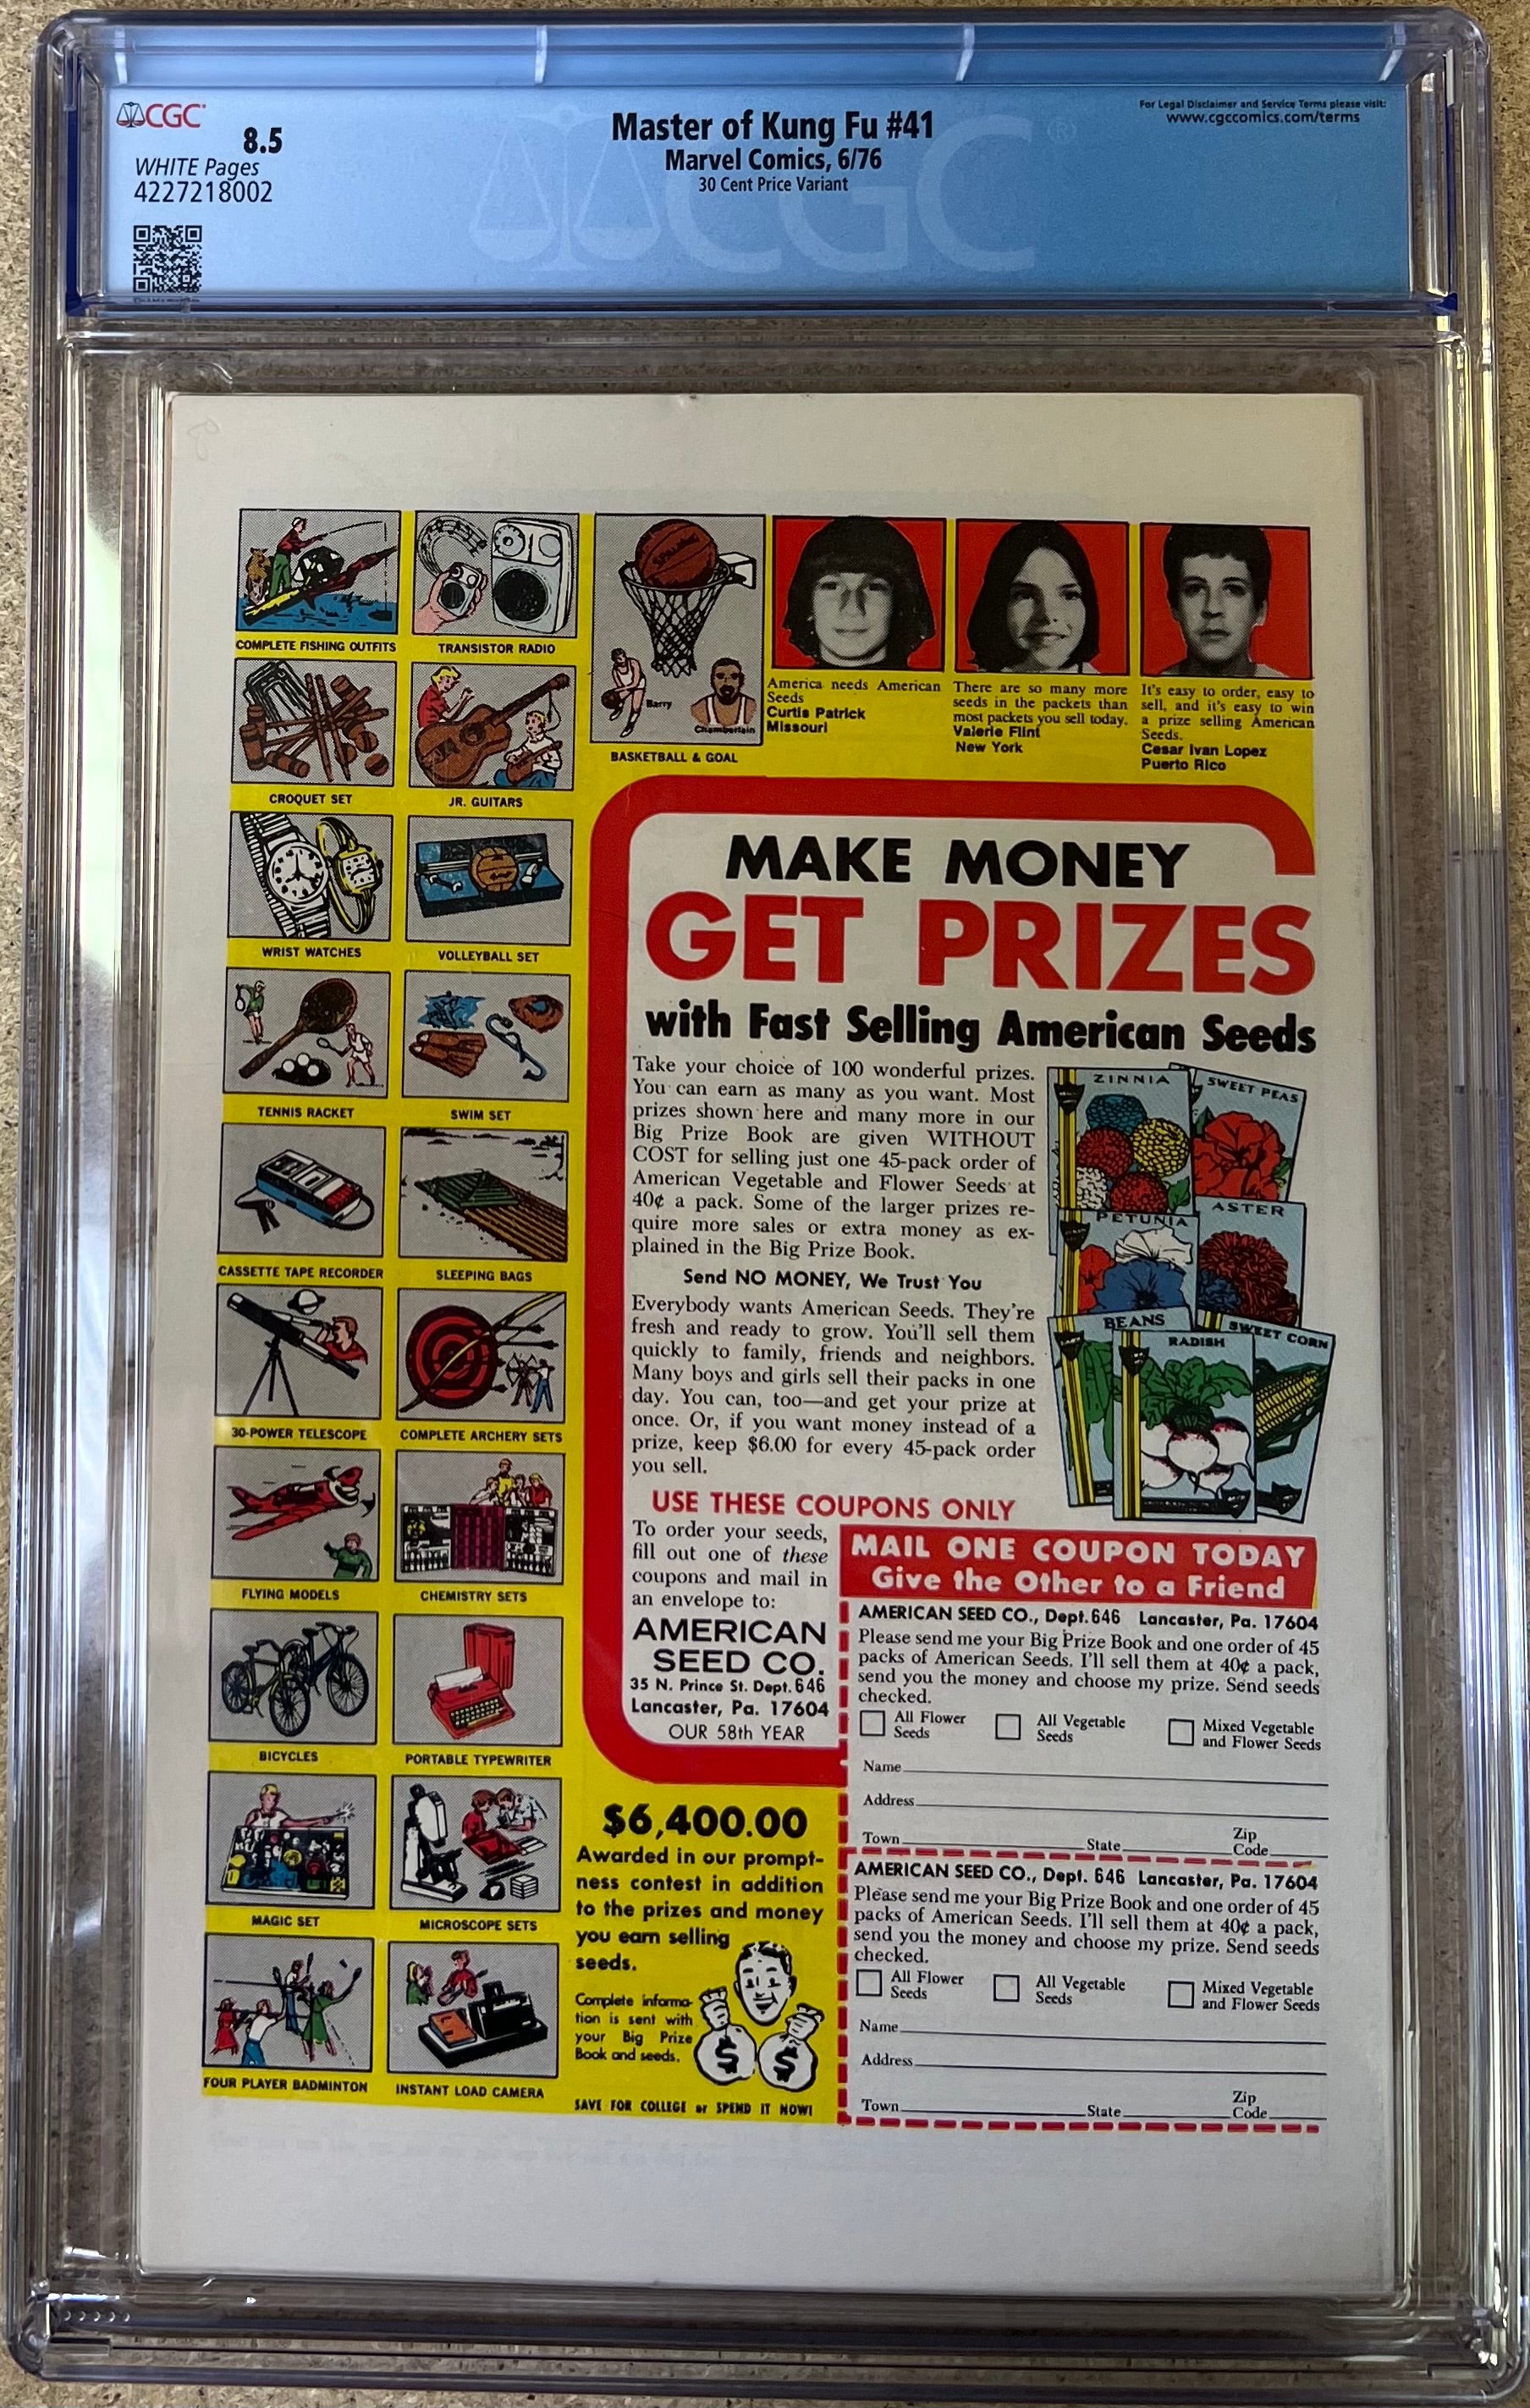 CGC
8.5
WHITE Pages
4227218002
Master of Kung Fu #41
Marvel Comics, 6/76
30 Cent Price Variant
For Legal Disclaimer and Service Terms please visit:
www.cgccomics.com/terms
CGC®
COMPLETE FISHING OUTFITS
TRANSISTOR RADIO
SPALDING
Barry
Chamberlain
BASKETBALL & GOAL
CROQUET SET
JR. GUITARS
WRIST WATCHES
VOLLEYBALL SET
TENNIS RACKET
SWIM SET
CASSETTE TAPE RECORDER
SLEEPING BAGS
30-POWER TELESCOPE
COMPLETE ARCHERY SETS
FLYING MODELS
CHEMISTRY SETS
BICYCLES
PORTABLE TYPEWRITER
MAGIC SET
MICROSCOPE SETS
FOUR PLAYER BADMINTON
INSTANT LOAD CAMERA
America needs American
Seeds
Curtis Patrick
Missouri
There are so many more
seeds in the packets than
most packets you sell today.
Valerie Flint
New York
It's easy to order, easy to
sell, and it's easy to win
a prize selling American
Seeds.
Cesar Ivan Lopez
Puerto Rico
MAKE MONEY
GET PRIZES
with Fast Selling American Seeds
Take your choice of 100 wonderful prizes.
You can earn as many as you want. Most
prizes shown here and many more in our
Big Prize Book are given WITHOUT
COST for selling just one 45-pack order of
American Vegetable and Flower Seeds at
40¢ a pack. Some of the larger prizes re-
quire more sales or extra money as ex-
plained in the Big Prize Book.
Send NO MONEY, We Trust You
Everybody wants American Seeds. They're
fresh and ready to grow. You'll sell them
quickly to family, friends and neighbors.
Many boys and girls sell their packs in one
day. You can, too—and get your prize at
once. Or, if you want money instead of a
prize, keep $6.00 for every 45-pack order
you sell.
ZINNIA
SWEET PEAS
PETUNIA
ASTER
BEANS
RADISH
SWEET CORN
USE THESE COUPONS ONLY
To order your seeds,
fill out one of these
coupons and mail in
an envelope to:
AMERICAN
SEED CO.
35 N. Prince St. Dept. 646
Lancaster, Pa. 17604
OUR 58th YEAR
MAIL ONE COUPON TODAY
Give the Other to a Friend
AMERICAN SEED CO., Dept. 646 Lancaster, Pa. 17604
Please send me your Big Prize Book and one order of 45
packs of American Seeds. I'll sell them at 40¢ a pack,
send you the money and choose my prize. Send seeds
checked.
All Flower
Seeds
All Vegetable
Seeds
Mixed Vegetable
and Flower Seeds
Name
Address
Town State Zip
Code
AMERICAN SEED CO., Dept. 646 Lancaster, Pa. 17604
Please send me your Big Prize Book and one order of 45
packs of American Seeds. I'll sell them at 40¢ a pack,
send you the money and choose my prize. Send seeds
checked.
All Flower
Seeds
All Vegetable
Seeds
Mixed Vegetable
and Flower Seeds
Name
Address
Town State Zip
Code
$6,400.00
Awarded in our prompt-
ness contest in addition
to the prizes and money
you earn selling
seeds.
Complete informa-
tion is sent with
your Big Prize
Book and seeds.
$ $
SAVE FOR COLLEGE or SPEND IT NOW!